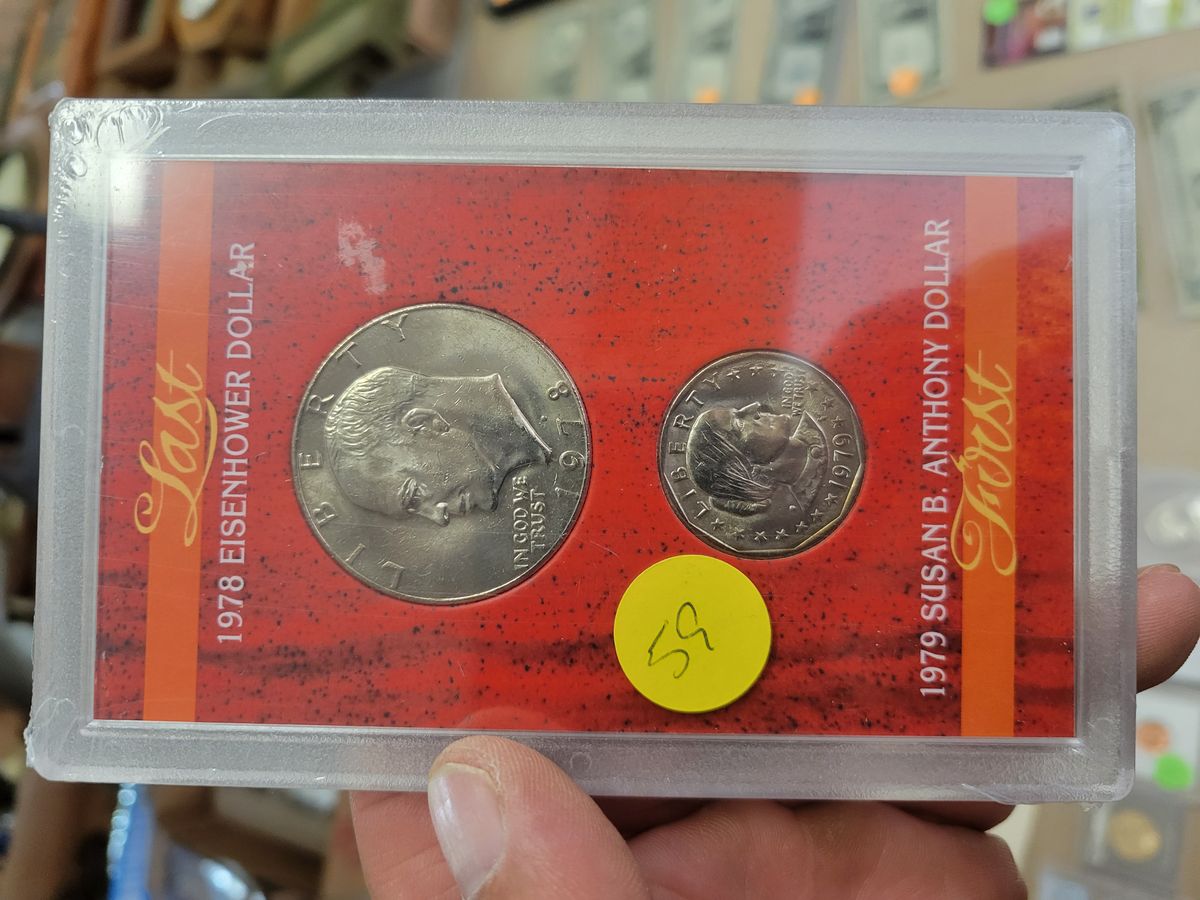 Last
1978 EISENHOWER DOLLAR
LIBERTY
IN GOD WE
TRUST
1978
LIBERTY
IN GOD
WE TRUST
1979
59
1979 SUSAN B. ANTHONY DOLLAR
First